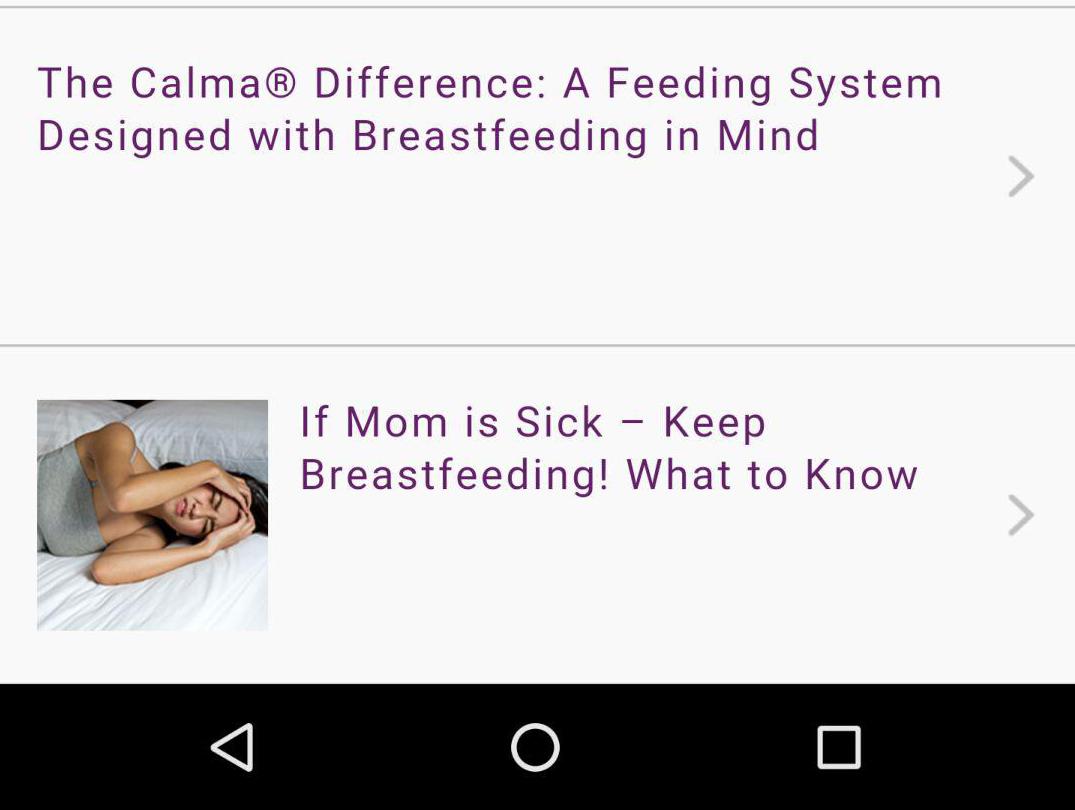 The Calma® Difference: A Feeding System
Designed with Breastfeeding in Mind
If Mom is Sick – Keep
Breastfeeding! What to Know